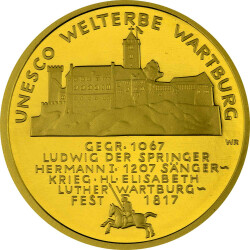 UNESCO WELTERBE WARTBURG
WR
GEGR. 1067
LUDWIG DER SPRINGER
HERMANN I · 1207 SÄNGER-
KRIEG · HL· ELISABETH
LUTHER WARTBURG-
FEST 1817